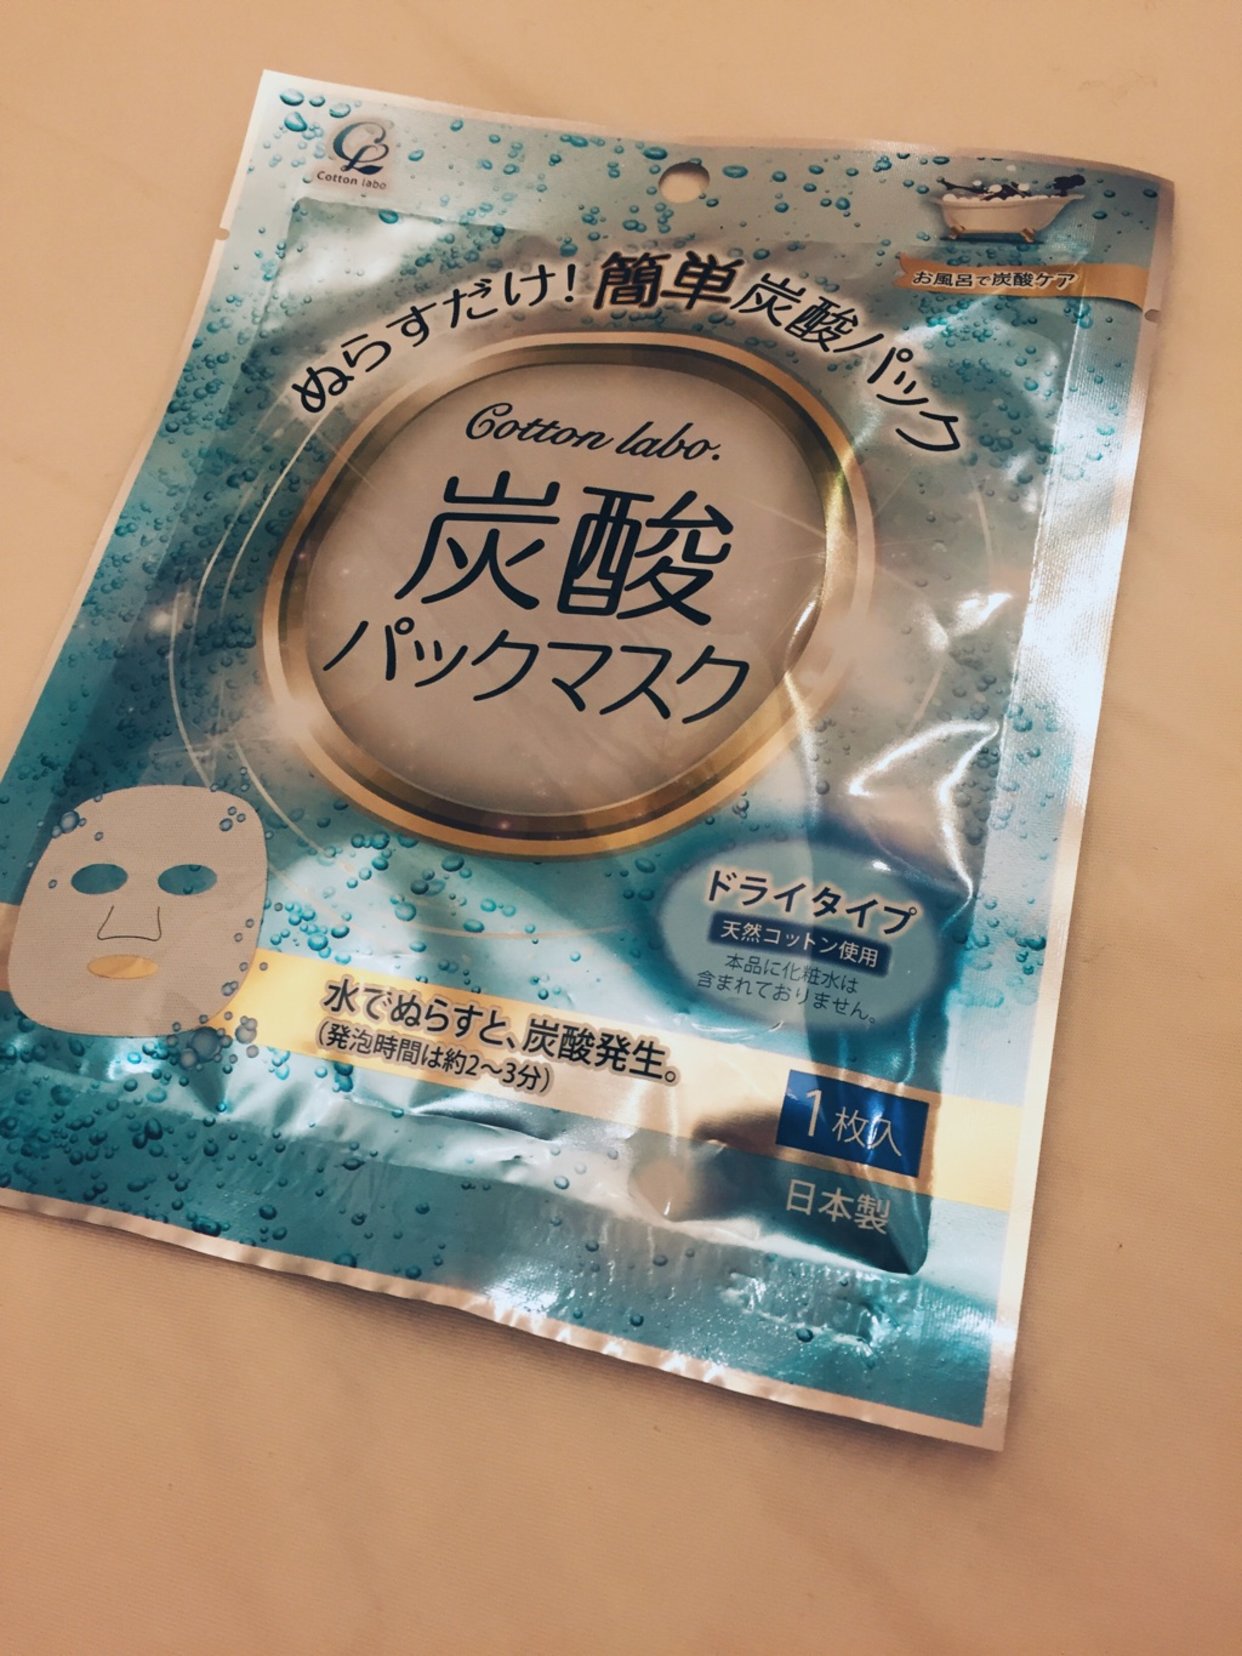 Cotton labo
お風呂で炭酸ケア
ぬらすだけ!簡単炭酸パック
Cotton labo.
炭酸
パックマスク
ドライタイプ
天然コットン使用
本品に化粧水は
含まれておりません。
水でぬらすと、炭酸発生。
(発泡時間は約2〜3分)
1枚入
日本製